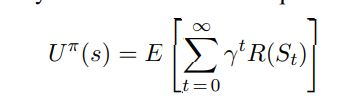 U^π(s) = E [ ∑_{t=0}^{∞} γ^t R(S_t) ]